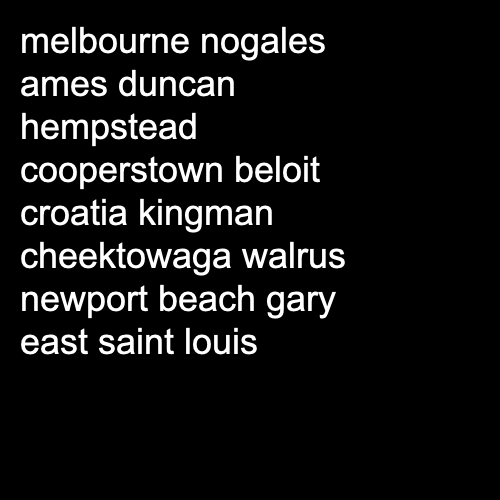 melbourne nogales
ames duncan
hempstead
cooperstown beloit
croatia kingman
cheektowaga walrus
newport beach gary
east saint louis